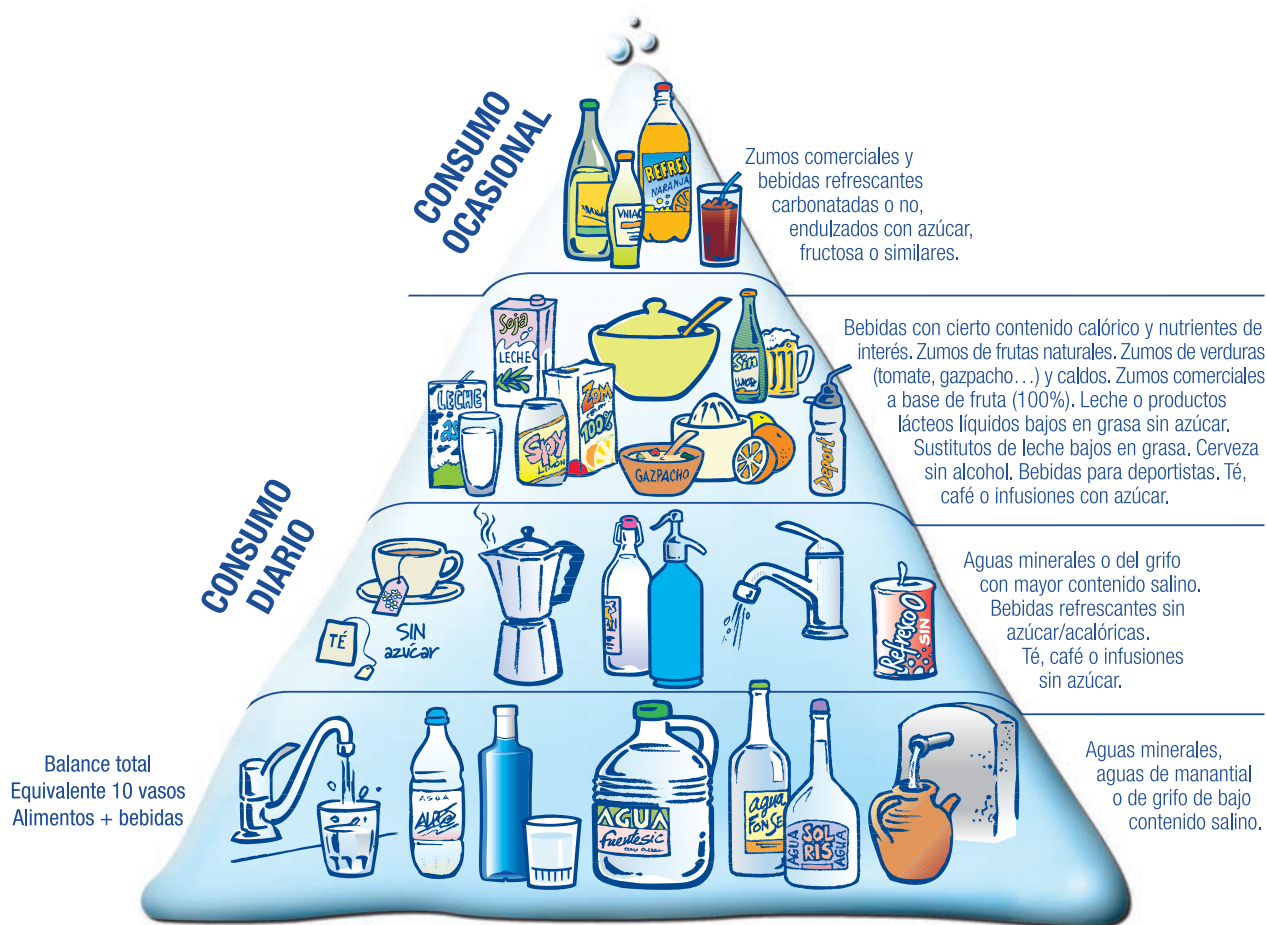 CONSUMO
OCASIONAL
REFRES
NARANJA
Zumos comerciales y
bebidas refrescantes
carbonatadas o no,
endulzados con azúcar,
fructosa o similares.
Soja
LECHE
LECHE
Spy
LIMÓN
ZUM
100%
GAZPACHO
Sin
Deport
Bebidas con cierto contenido calórico y nutrientes de
interés. Zumos de frutas naturales. Zumos de verduras
(tomate, gazpacho…) y caldos. Zumos comerciales
a base de fruta (100%). Leche o productos
lácteos líquidos bajos en grasa sin azúcar.
Sustitutos de leche bajos en grasa. Cerveza
sin alcohol. Bebidas para deportistas. Té,
café o infusiones con azúcar.
CONSUMO
DIARIO
TÉ
SIN
azúcar
Refresco
SIN
Aguas minerales o del grifo
con mayor contenido salino.
Bebidas refrescantes sin
azúcar/acalóricas.
Té, café o infusiones
sin azúcar.
Balance total
Equivalente 10 vasos
Alimentos + bebidas
AGUA
AGUA
fuentesic
agua
FONSE
AGUA
SOL
RIS
AGUA
Aguas minerales,
aguas de manantial
o de grifo de bajo
contenido salino.